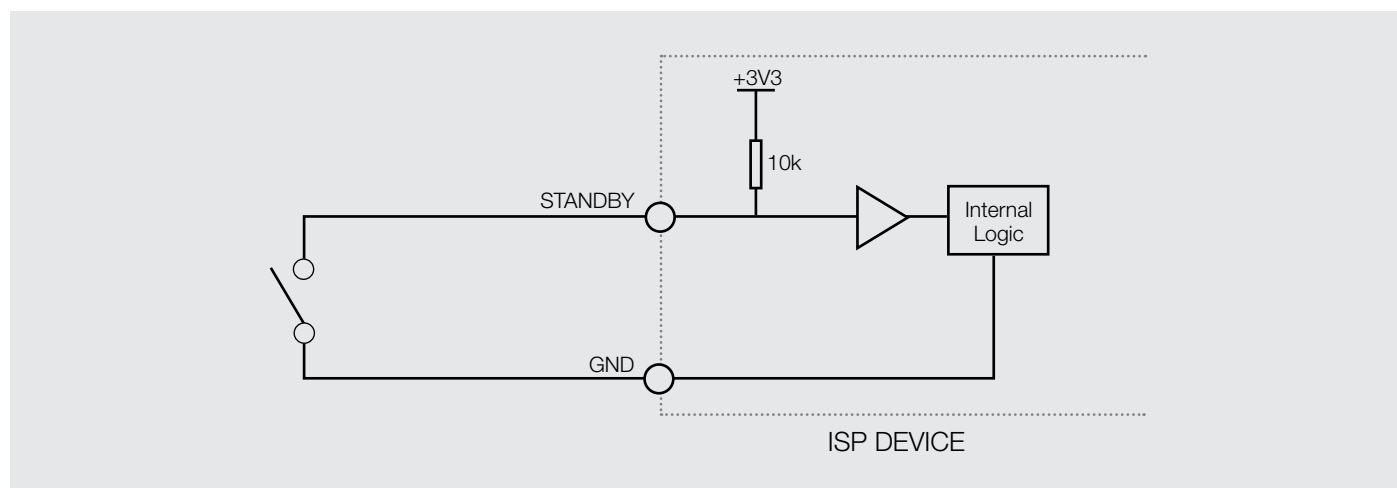 +3V3
10k
STANDBY
Internal
Logic
GND
ISP DEVICE